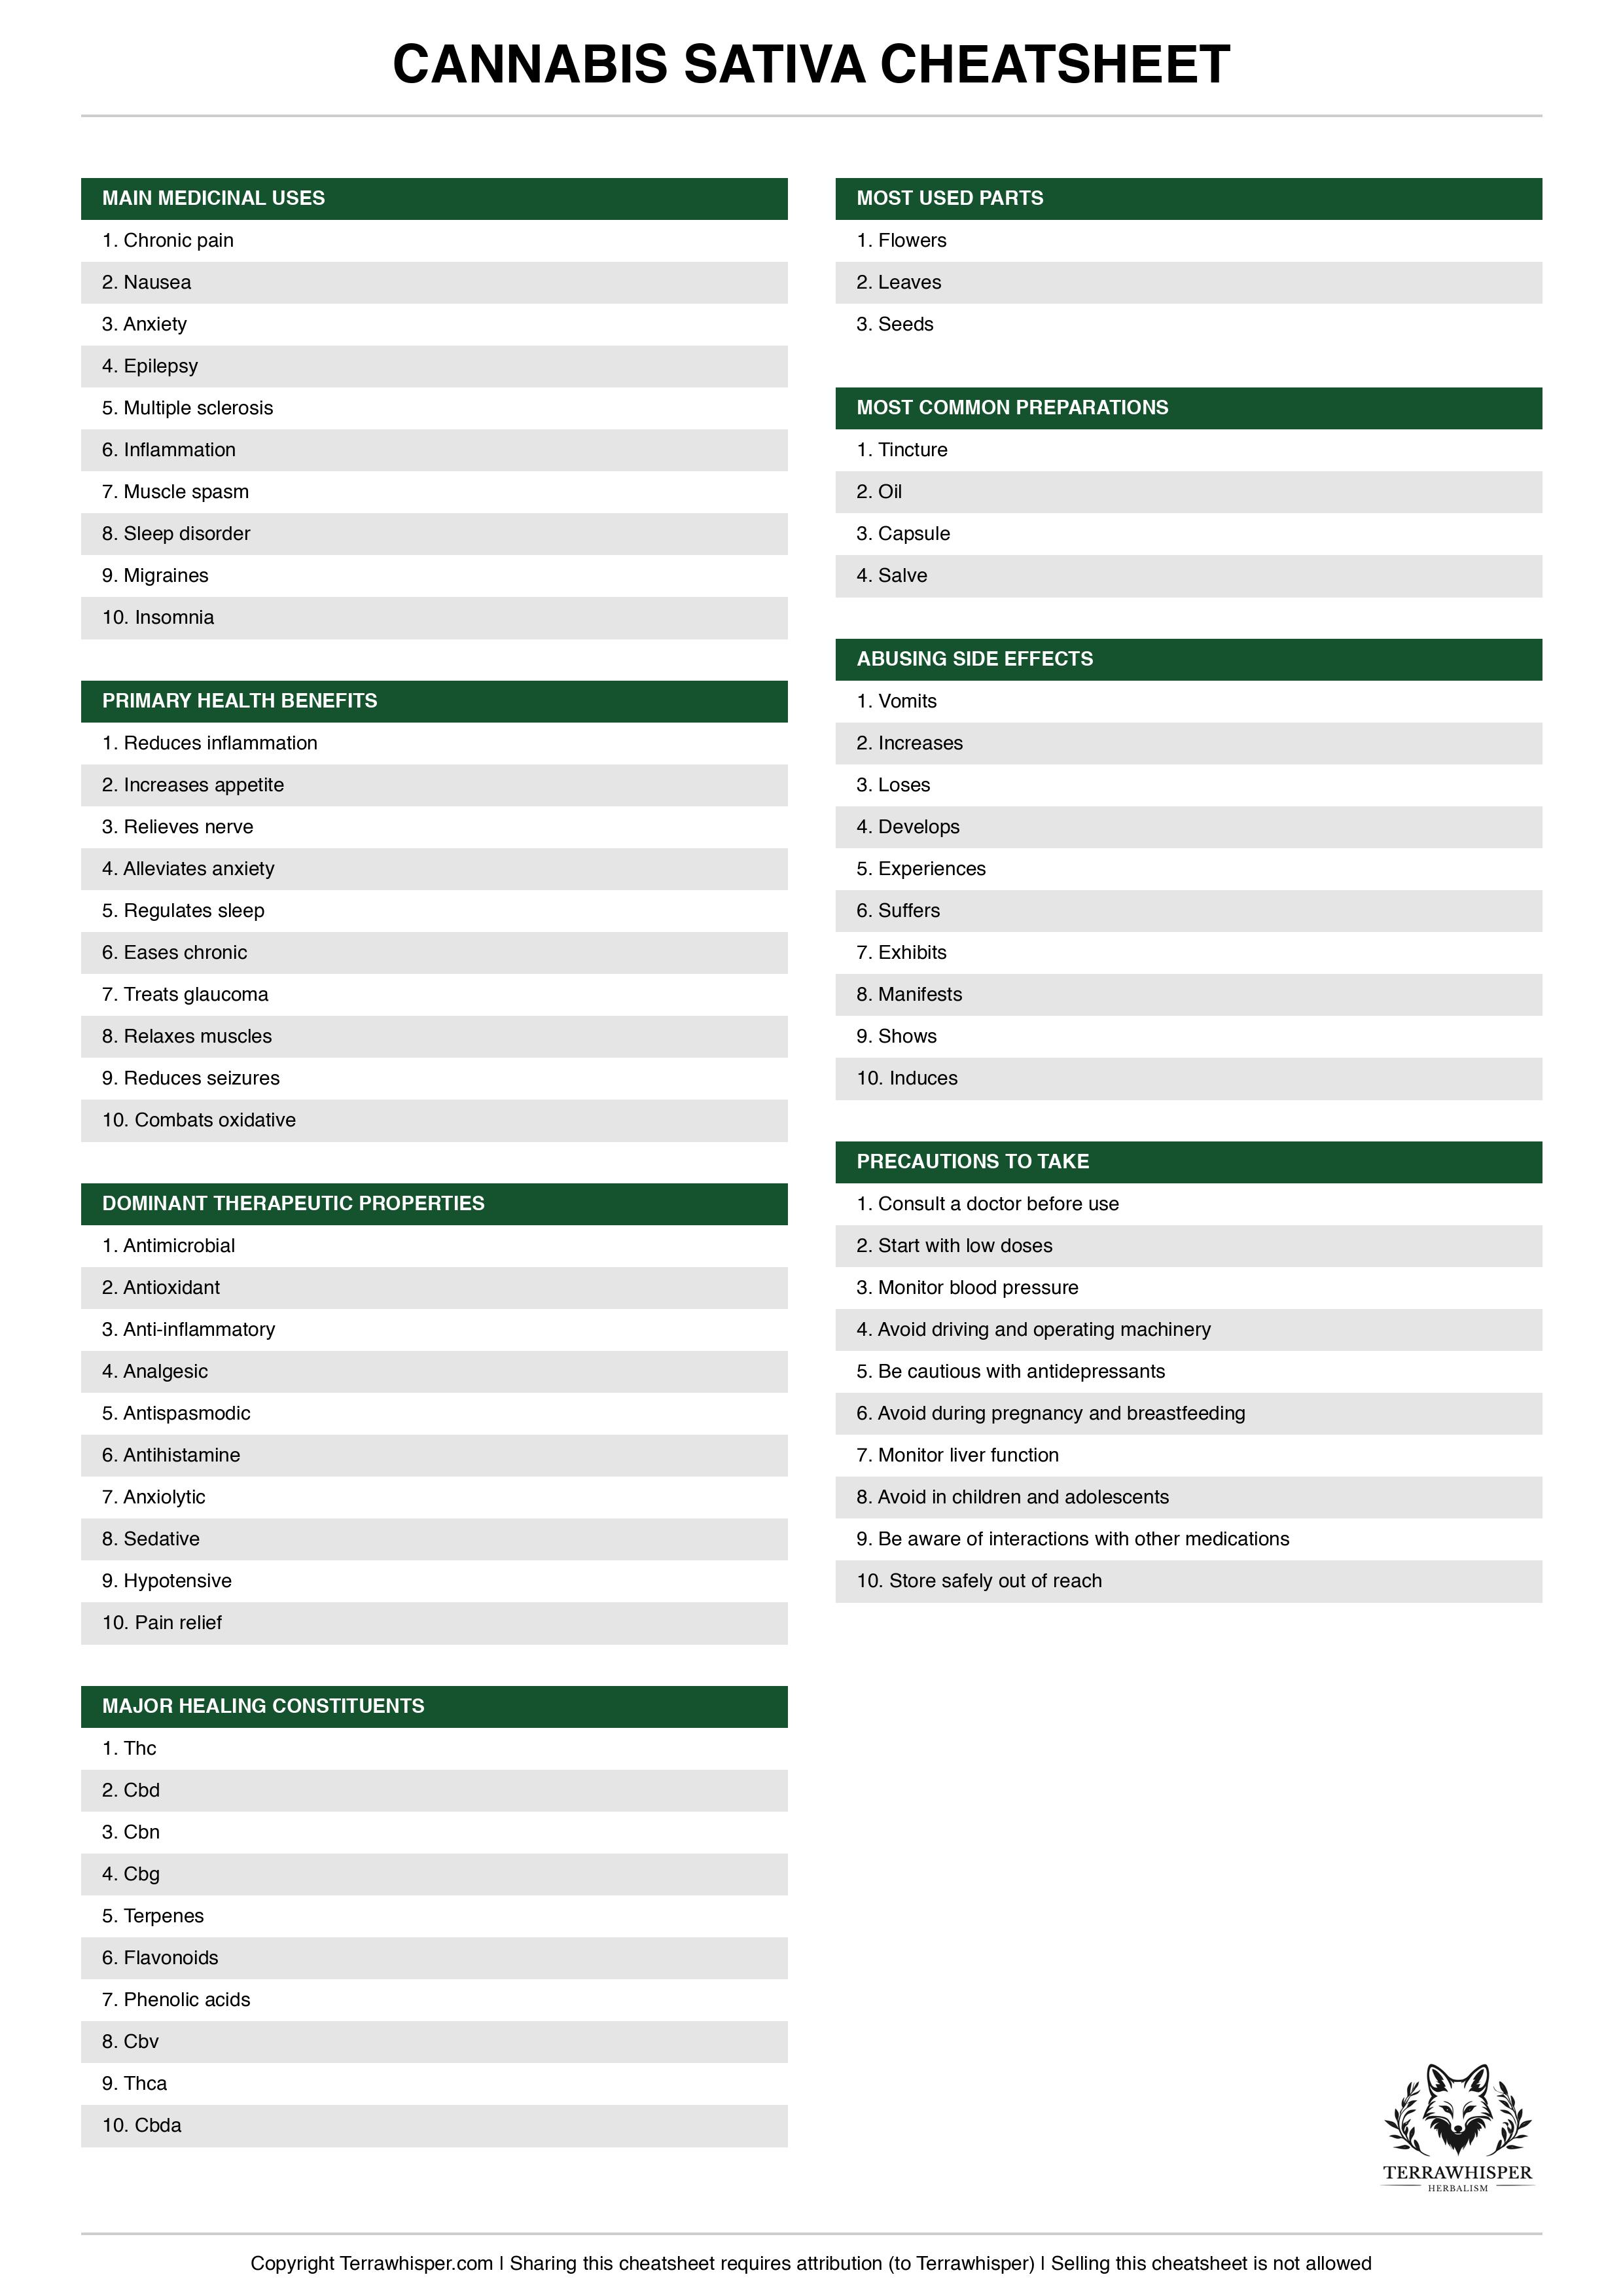 CANNABIS SATIVA CHEATSHEET
MAIN MEDICINAL USES
1. Chronic pain
2. Nausea
3. Anxiety
4. Epilepsy
5. Multiple sclerosis
6. Inflammation
7. Muscle spasm
8. Sleep disorder
9. Migraines
10. Insomnia
PRIMARY HEALTH BENEFITS
1. Reduces inflammation
2. Increases appetite
3. Relieves nerve
4. Alleviates anxiety
5. Regulates sleep
6. Eases chronic
7. Treats glaucoma
8. Relaxes muscles
9. Reduces seizures
10. Combats oxidative
DOMINANT THERAPEUTIC PROPERTIES
1. Antimicrobial
2. Antioxidant
3. Anti-inflammatory
4. Analgesic
5. Antispasmodic
6. Antihistamine
7. Anxiolytic
8. Sedative
9. Hypotensive
10. Pain relief
MAJOR HEALING CONSTITUENTS
1. Thc
2. Cbd
3. Cbn
4. Cbg
5. Terpenes
6. Flavonoids
7. Phenolic acids
8. Cbv
9. Thca
10. Cbda
MOST USED PARTS
1. Flowers
2. Leaves
3. Seeds
MOST COMMON PREPARATIONS
1. Tincture
2. Oil
3. Capsule
4. Salve
ABUSING SIDE EFFECTS
1. Vomits
2. Increases
3. Loses
4. Develops
5. Experiences
6. Suffers
7. Exhibits
8. Manifests
9. Shows
10. Induces
PRECAUTIONS TO TAKE
1. Consult a doctor before use
2. Start with low doses
3. Monitor blood pressure
4. Avoid driving and operating machinery
5. Be cautious with antidepressants
6. Avoid during pregnancy and breastfeeding
7. Monitor liver function
8. Avoid in children and adolescents
9. Be aware of interactions with other medications
10. Store safely out of reach
TERRAWHISPER
HERBALISM
Copyright Terrawhisper.com | Sharing this cheatsheet requires attribution (to Terrawhisper) | Selling this cheatsheet is not allowed